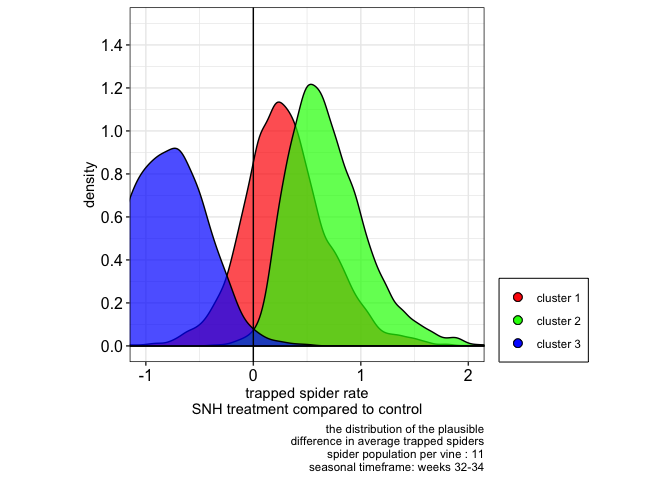 1.4
1.2
1.0
0.8
0.6
0.4
0.2
0.0
density
-1 0 1 2
trapped spider rate
SNH treatment compared to control
cluster 1
cluster 2
cluster 3
the distribution of the plausible
difference in average trapped spiders
spider population per vine : 11
seasonal timeframe: weeks 32-34